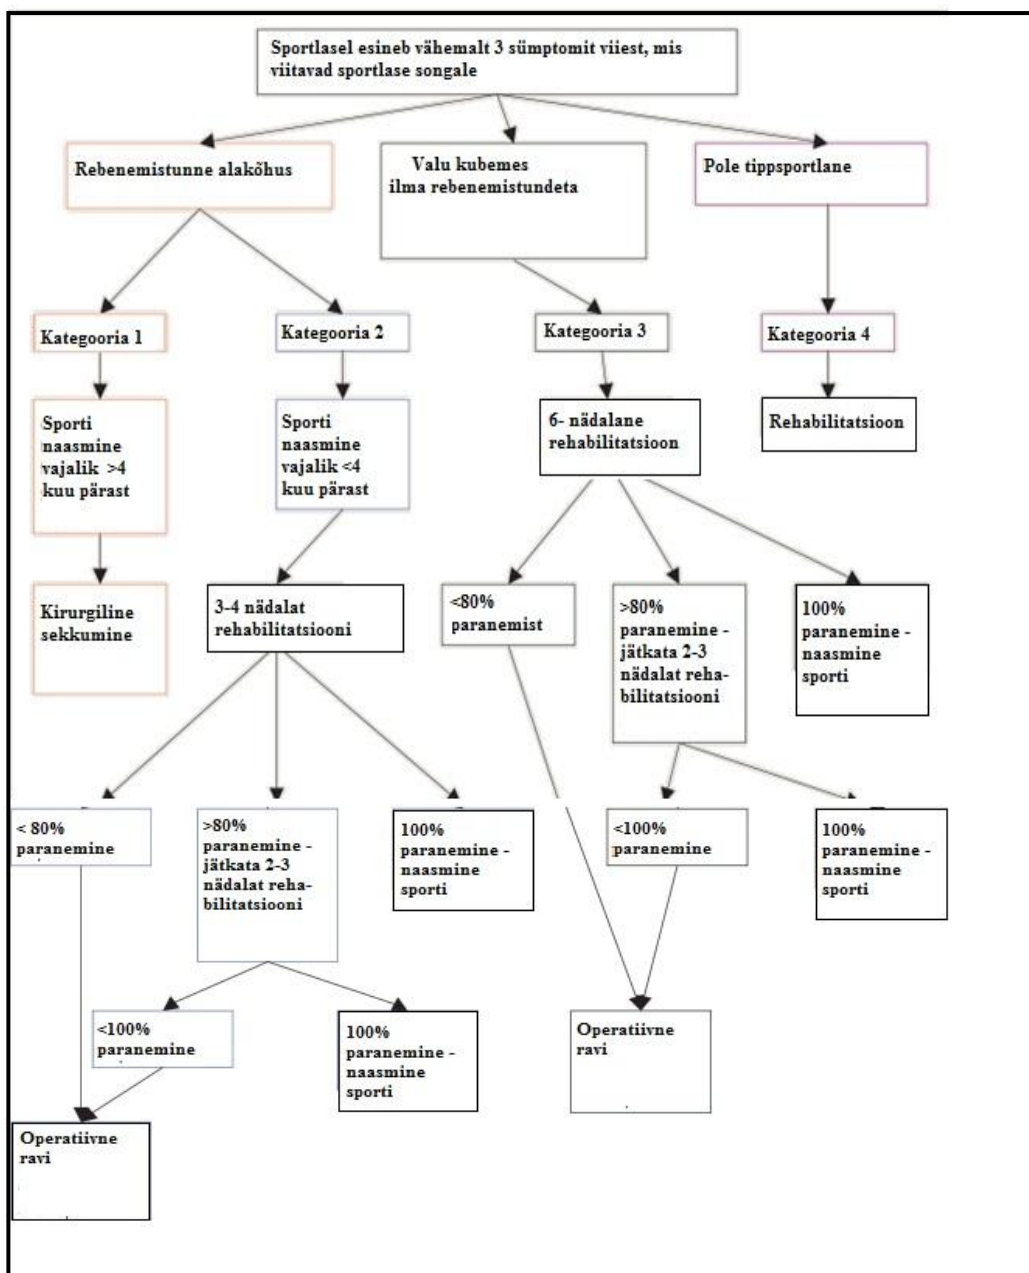 Sportlasel esineb vähemalt 3 sümptomit viiest, mis
viitavad sportlase songale
Rebenemistunne alakõhus
Valu kubemes
ilma rebenemistundeta
Pole tippsportlane
Kategooria 1
Kategooria 2
Kategooria 3
Kategooria 4
Sporti
naasmine
vajalik >4
kuu pärast
Sporti
naasmine
vajalik <4
kuu pärast
6- nädalane
rehabilitatsioon
Rehabilitatsioon
Kirurgiline
sekkumine
3-4 nädalat
rehabilitatsiooni
<80%
paranemist
>80%
paranemine -
jätkata 2-3
nädalat reha-
bilitatsiooni
100%
paranemine -
naasmine
sporti
< 80%
paranemine
>80%
paranemine -
jätkata 2-3
nädalat reha-
bilitatsiooni
100%
paranemine -
naasmine
sporti
<100%
paranemine
100%
paranemine -
naasmine
sporti
<100%
paranemine
100%
paranemine -
naasmine
sporti
Operatiivne
ravi
Operatiivne
ravi